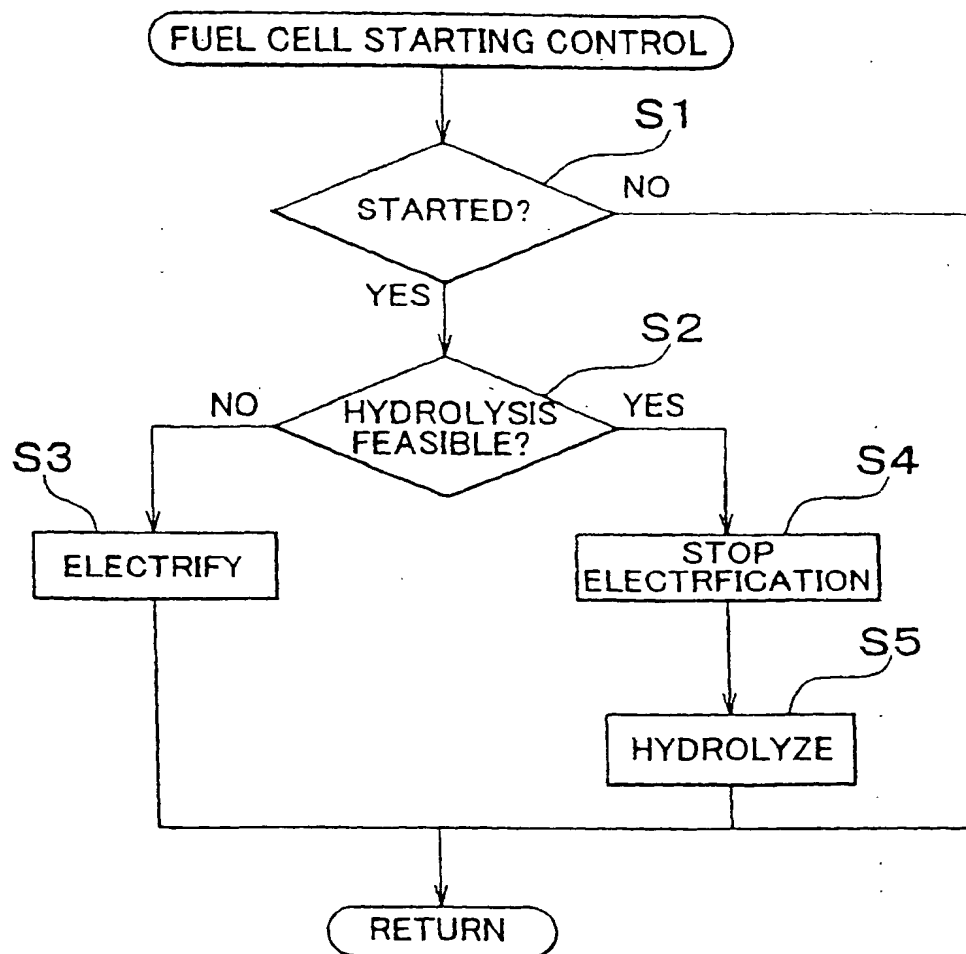 FUEL CELL STARTING CONTROL
S1
STARTED?
NO
YES
S2
HYDROLYSIS
FEASIBLE?
NO
YES
S3
ELECTRIFY
S4
STOP
ELECTRFICATION
S5
HYDROLYZE
RETURN